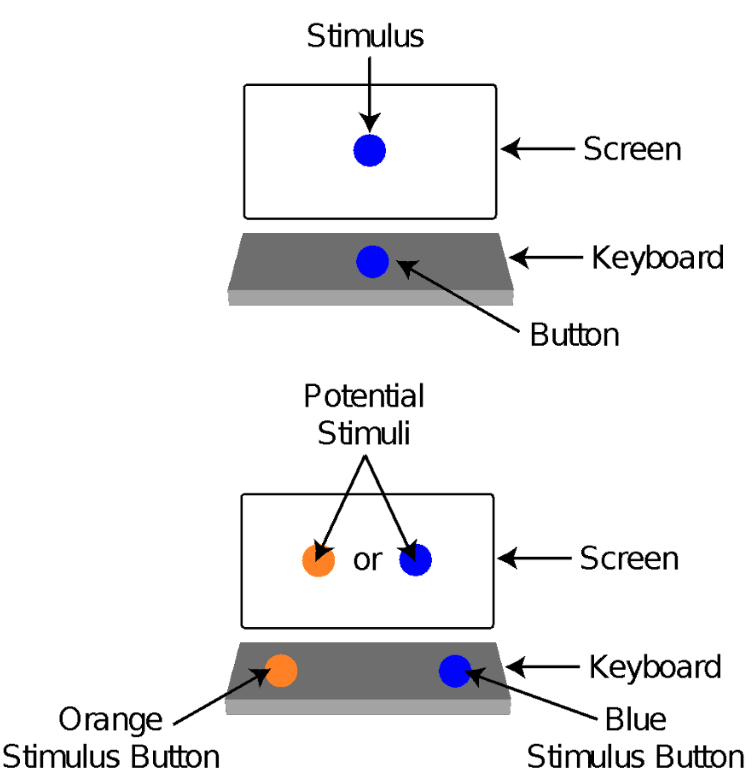 Stimulus
Screen
Keyboard
Button
Potential
Stimuli
or
Screen
Keyboard
Orange
Stimulus Button
Blue
Stimulus Button